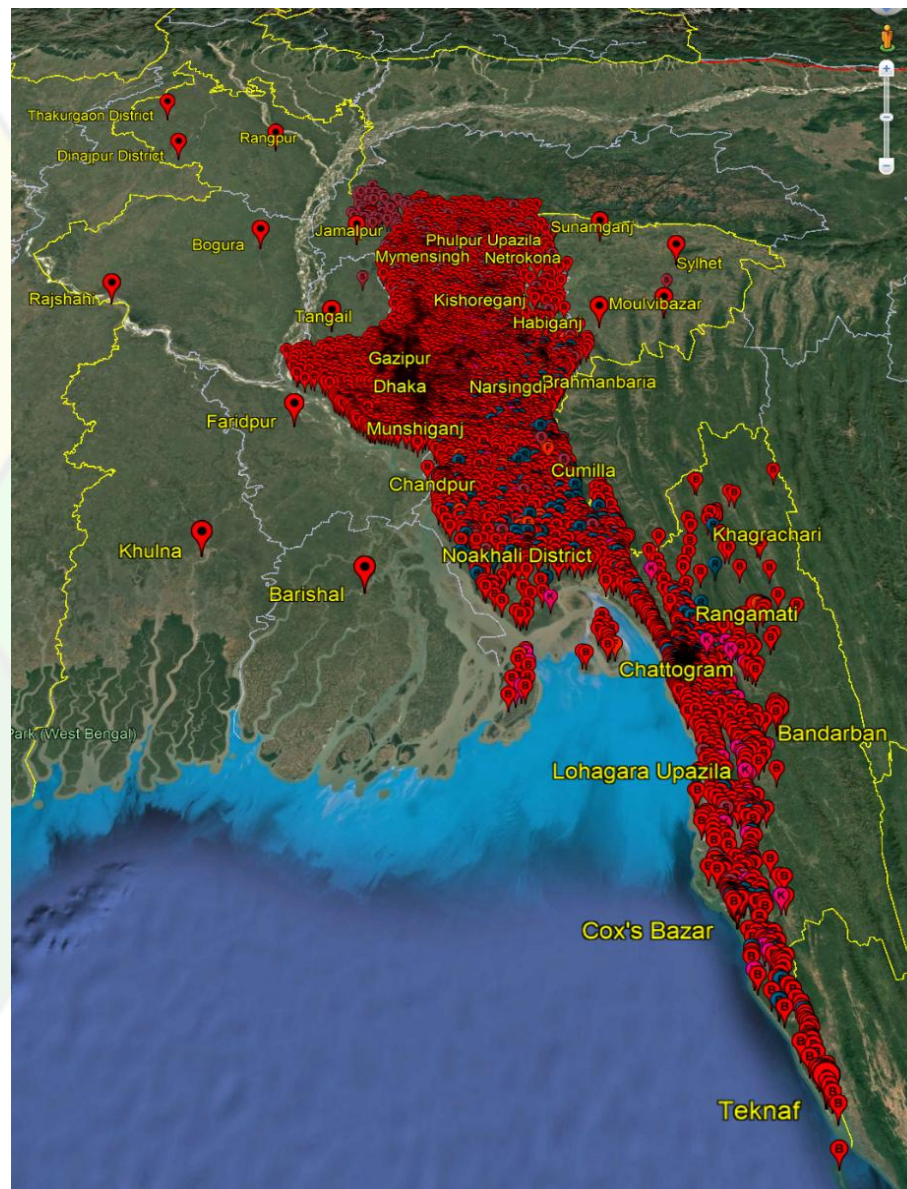 Thakurgaon District
Rangpur
Dinajpur District
Bogura
Jamalpur
Phulpur Upazila
Sunamganj
Mymensingh
Netrokona
Sylhet
Rajshahi
Tangail
Kishoreganj
Moulvibazar
Habiganj
Gazipur
Dhaka
Narsingdi
Brahmanbaria
Faridpur
Munshiganj
Chandpur
Cumilla
Khulna
Noakhali District
Khagrachari
Barishal
Rangamati
Chattogram
Park (West Bengal)
Bandarban
Lohagara Upazila
Cox's Bazar
Teknaf